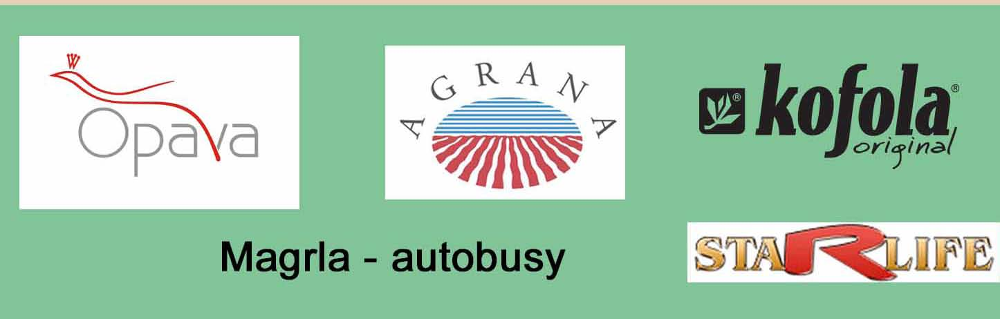 Opava
AGRANA
kofola®
original
®
Magrla - autobusy
STARLIFE